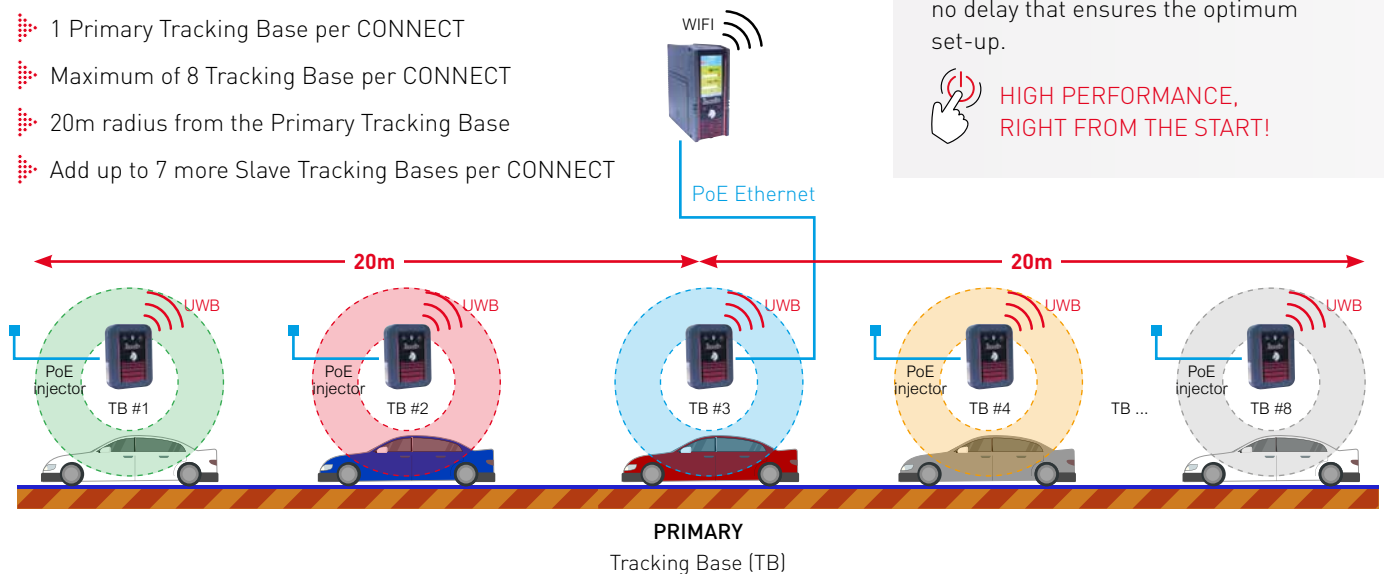 1 Primary Tracking Base per CONNECT
Maximum of 8 Tracking Base per CONNECT
20m radius from the Primary Tracking Base
Add up to 7 more Slave Tracking Bases per CONNECT
WIFI
no delay that ensures the optimum
set-up.
HIGH PERFORMANCE,
RIGHT FROM THE START!
PoE Ethernet
20m
20m
UWB
PoE
injector
TB #1
UWB
PoE
injector
TB #2
UWB
TB #3
UWB
PoE
injector
TB #4
TB ...
UWB
PoE
injector
TB #8
PRIMARY
Tracking Base (TB)